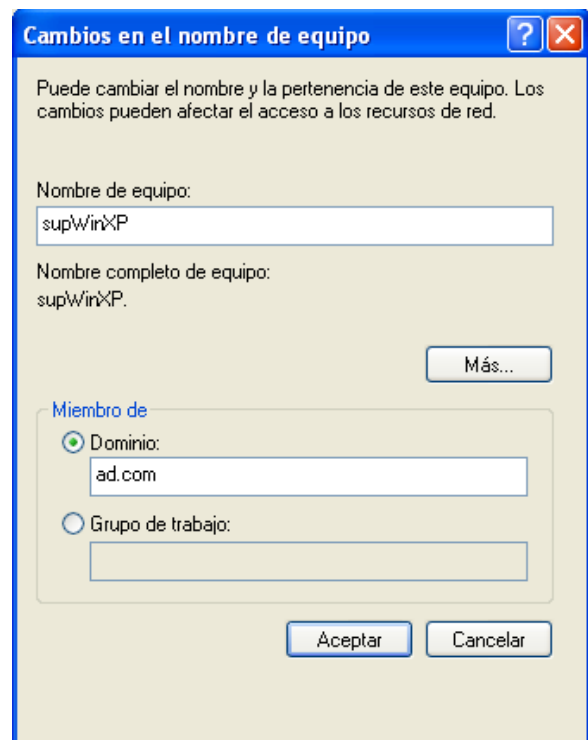 Cambios en el nombre de equipo
Puede cambiar el nombre y la pertenencia de este equipo. Los
cambios pueden afectar el acceso a los recursos de red.
Nombre de equipo:
supWinXP
Nombre completo de equipo:
supWinXP.
Más...
Miembro de
Dominio:
ad.com
Grupo de trabajo:
Aceptar Cancelar